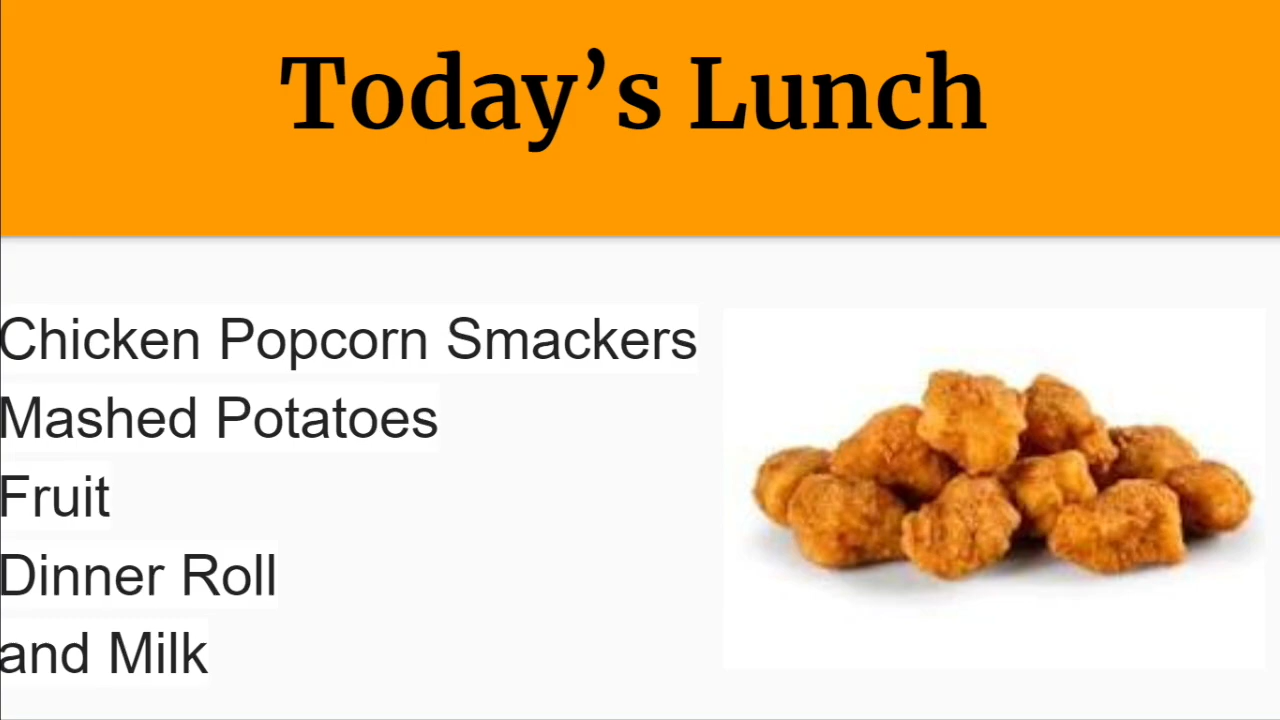 Today’s Lunch
Chicken Popcorn Smackers
Mashed Potatoes
Fruit
Dinner Roll
and Milk